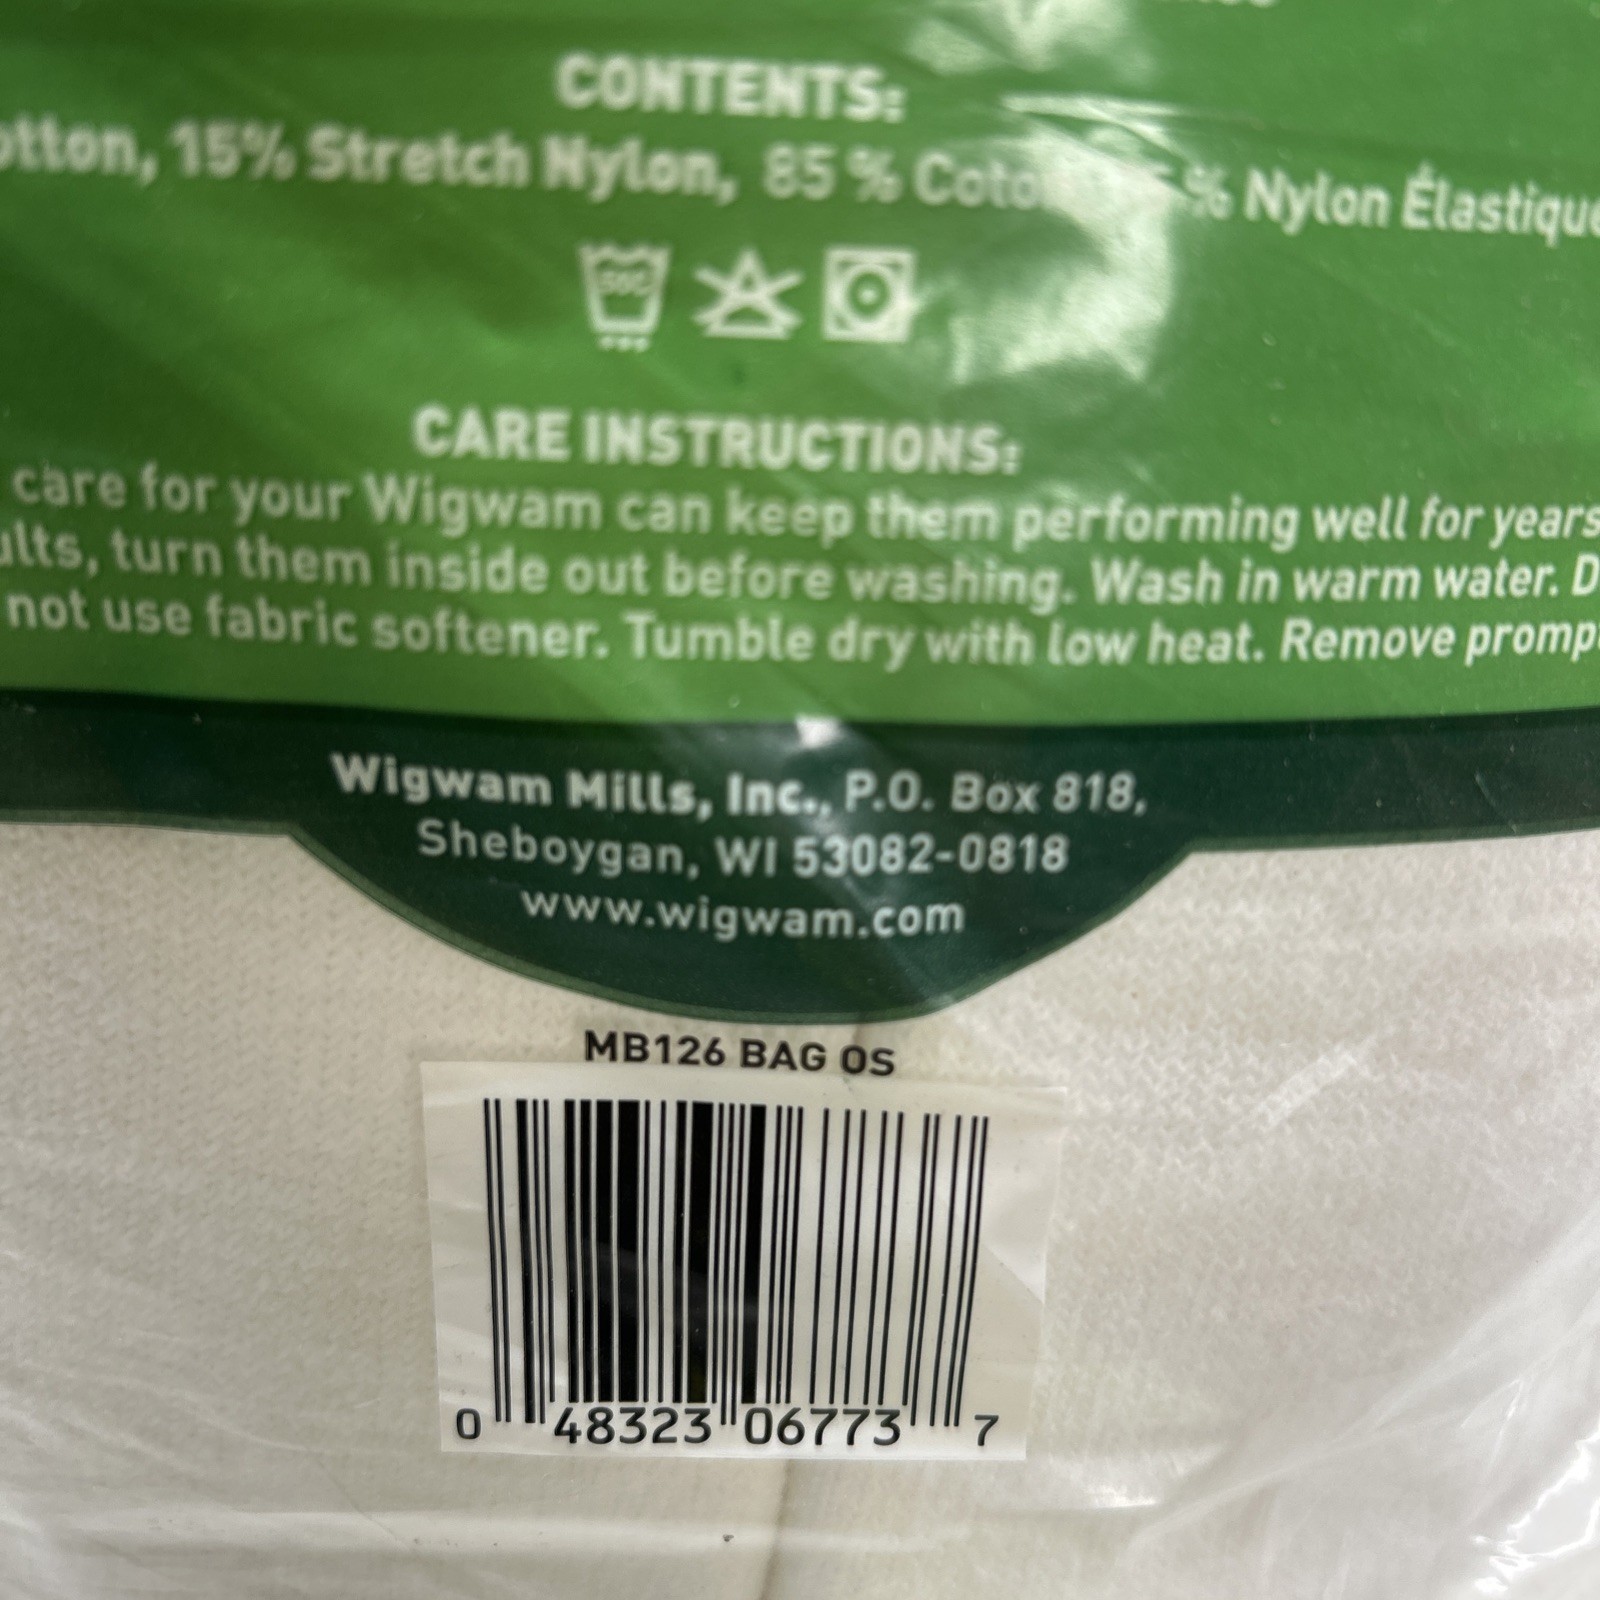 CONTENTS:
otton, 15% Stretch Nylon, 85 % Coto % Nylon Élastique
50C
CARE INSTRUCTIONS:
care for your Wigwam can keep them performing well for years
ults, turn them inside out before washing. Wash in warm water. D
not use fabric softener. Tumble dry with low heat. Remove prompt
Wigwam Mills, Inc., P.O. Box 818,
Sheboygan, WI 53082-0818
www.wigwam.com
MB126 BAG OS
0 48323 06773 7